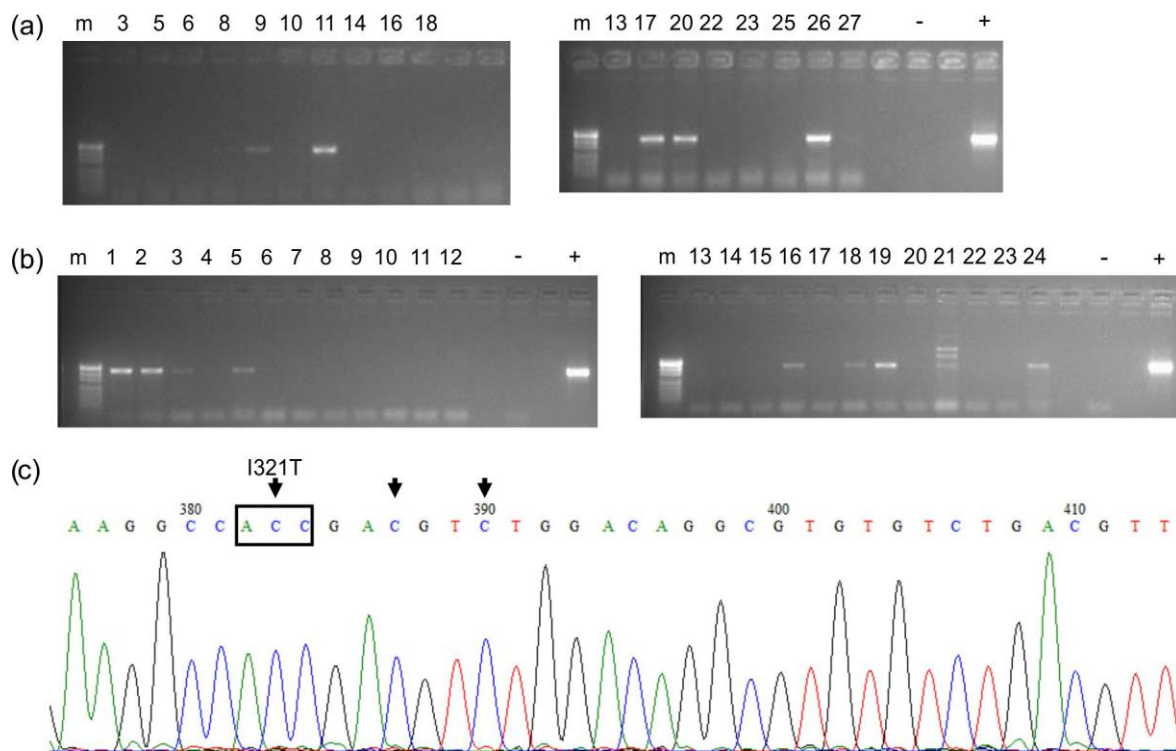 (a)
m 3 5 6 8 9 10 11 14 16 18
m 13 17 20 22 23 25 26 27 - +
(b)
m 1 2 3 4 5 6 7 8 9 10 11 12 - +
m 13 14 15 16 17 18 19 20 21 22 23 24 - +
(c)
I321T
380 390 400 410
A A G G C C A C C G A C G T C T G G A C A G G C G T G T G T C T G A C G T T